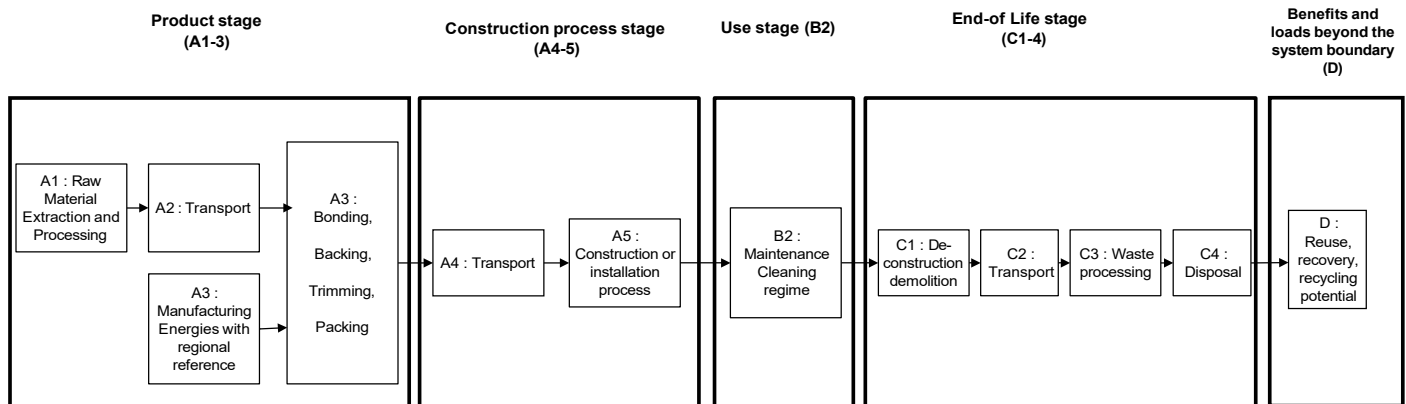 Product stage
(A1-3)
Construction process stage
(A4-5)
Use stage (B2)
End-of Life stage
(C1-4)
Benefits and
loads beyond the
system boundary
(D)
A1 : Raw
Material
Extraction and
Processing
A2 : Transport
A3 :
Manufacturing
Energies with
regional
reference
A3 :
Bonding,
Backing,
Trimming,
Packing
A4 : Transport
A5 :
Construction or
installation
process
B2 :
Maintenance
Cleaning
regime
C1 : De-
construction
demolition
C2 :
Transport
C3 : Waste
processing
C4 :
Disposal
D :
Reuse,
recovery,
recycling
potential